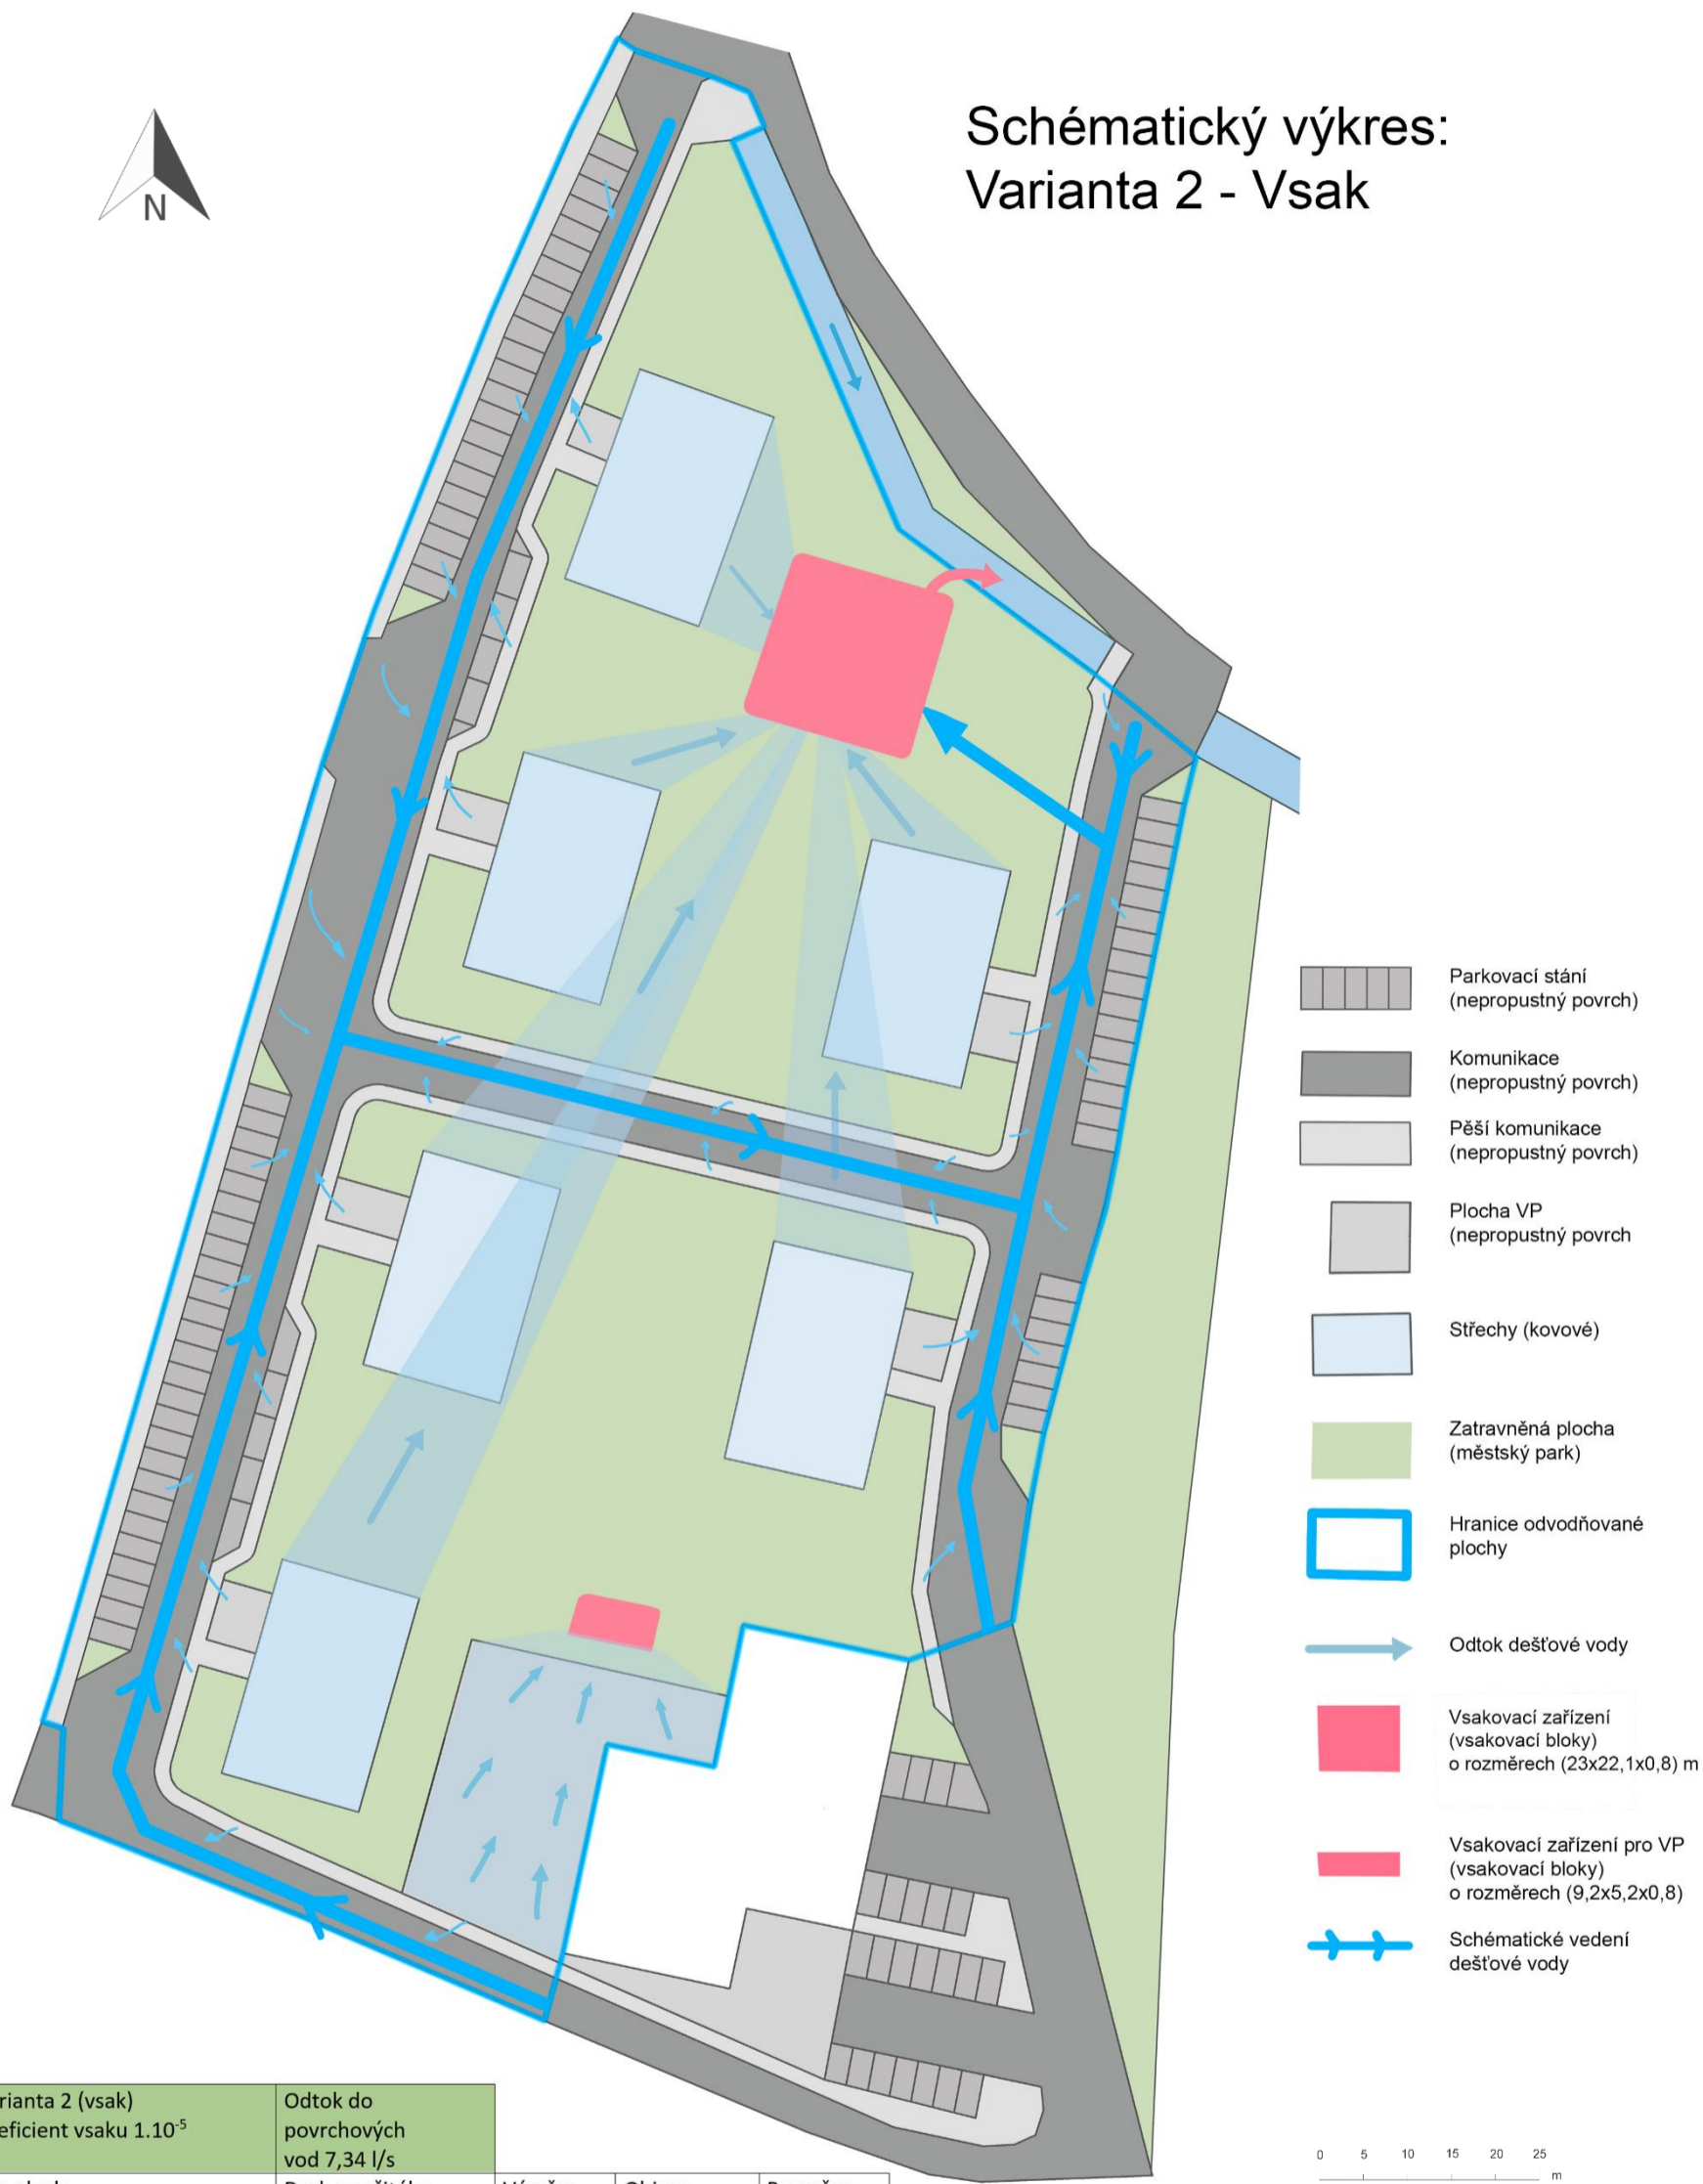 Schématický výkres:
Varianta 2 - Vsak
N
Parkovací stání
(nepropustný povrch)
Komunikace
(nepropustný povrch)
Pěší komunikace
(nepropustný povrch)
Plocha VP
(nepropustný povrch
Střechy (kovové)
Zatravněná plocha
(městský park)
Hranice odvodňované
plochy
Odtok dešťové vody
Vsakovací zařízení
(vsakovací bloky)
o rozměrech (23x22,1x0,8) m
Vsakovací zařízení pro VP
(vsakovací bloky)
o rozměrech (9,2x5,2x0,8)
Schématické vedení
dešťové vody
rianta 2 (vsak)
eficient vsaku 1.10⁻⁵
Odtok do
povrchových
vod 7,34 l/s
0 5 10 15 20 25
m